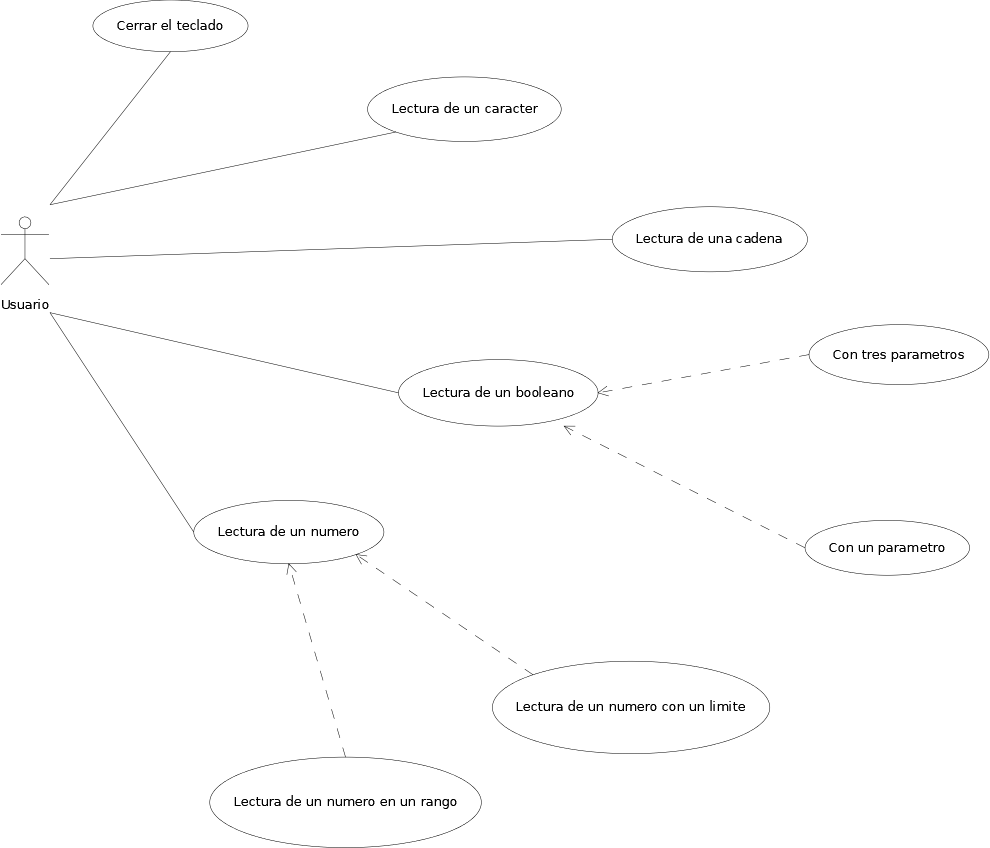 Cerrar el teclado
Lectura de un caracter
Lectura de una cadena
Usuario
Con tres parametros
Lectura de un booleano
Lectura de un numero
Con un parametro
Lectura de un numero con un limite
Lectura de un numero en un rango